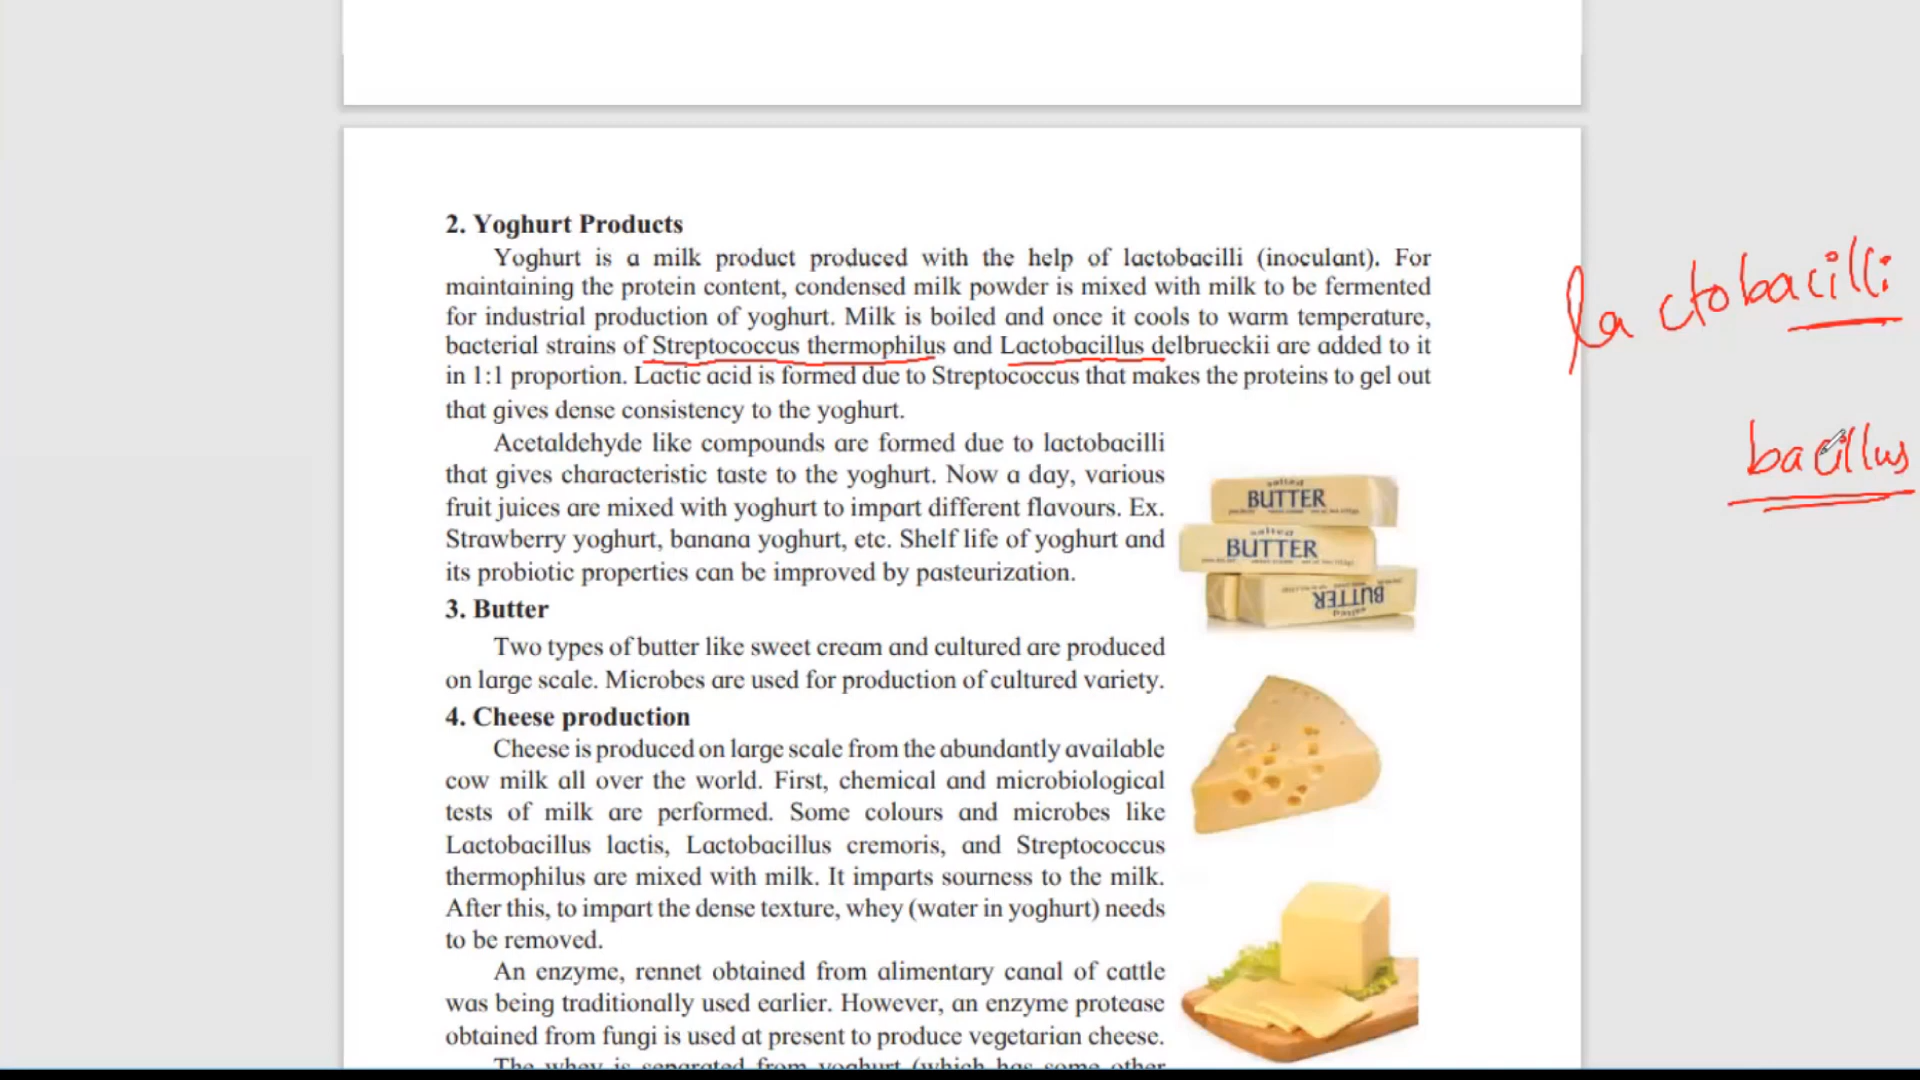 2. Yoghurt Products
Yoghurt is a milk product produced with the help of lactobacilli (inoculant). For
maintaining the protein content, condensed milk powder is mixed with milk to be fermented
for industrial production of yoghurt. Milk is boiled and once it cools to warm temperature,
bacterial strains of Streptococcus thermophilus and Lactobacillus delbrueckii are added to it
in 1:1 proportion. Lactic acid is formed due to Streptococcus that makes the proteins to gel out
that gives dense consistency to the yoghurt.
Acetaldehyde like compounds are formed due to lactobacilli
that gives characteristic taste to the yoghurt. Now a day, various
fruit juices are mixed with yoghurt to impart different flavours. Ex.
Strawberry yoghurt, banana yoghurt, etc. Shelf life of yoghurt and
its probiotic properties can be improved by pasteurization.
3. Butter
Two types of butter like sweet cream and cultured are produced
on large scale. Microbes are used for production of cultured variety.
4. Cheese production
Cheese is produced on large scale from the abundantly available
cow milk all over the world. First, chemical and microbiological
tests of milk are performed. Some colours and microbes like
Lactobacillus lactis, Lactobacillus cremoris, and Streptococcus
thermophilus are mixed with milk. It imparts sourness to the milk.
After this, to impart the dense texture, whey (water in yoghurt) needs
to be removed.
An enzyme, rennet obtained from alimentary canal of cattle
was being traditionally used earlier. However, an enzyme protease
obtained from fungi is used at present to produce vegetarian cheese.
The whey is separated from yoghurt (which has some other
salted
BUTTER
salted
BUTTER
BUTTER
lactobacilli
bacillus